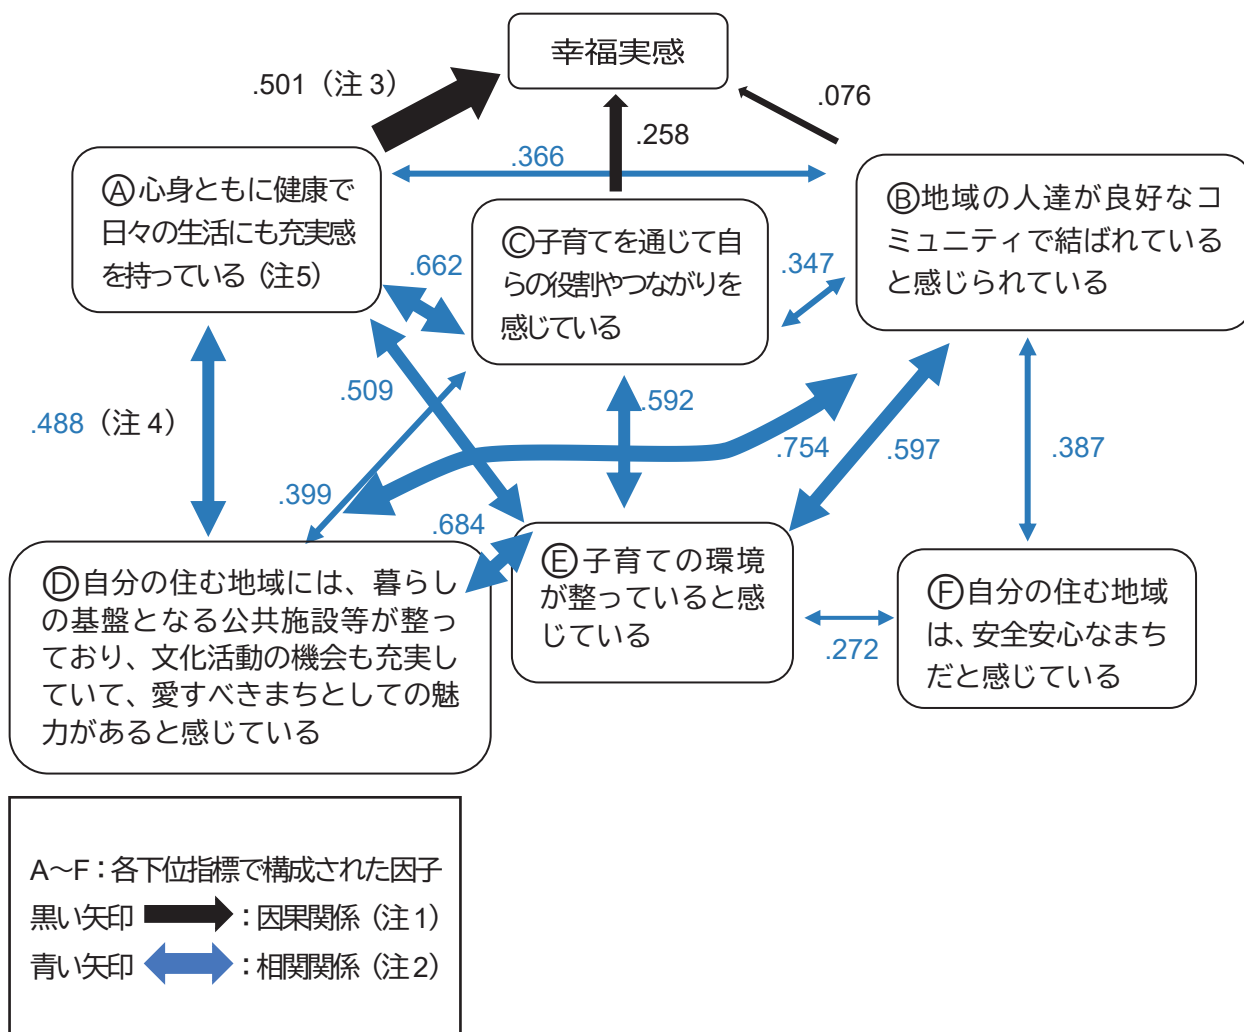 幸福実感
.501（注 3）
.076
.258
.366
Ⓐ心身ともに健康で
日々の生活にも充実感
を持っている（注 5）
Ⓑ地域の人達が良好なコ
ミュニティで結ばれている
と感じられている
Ⓒ子育てを通じて自
らの役割やつながりを
感じている
.662
.347
.509
.592
.488（注 4）
.754
.597
.387
.399
.684
Ⓓ自分の住む地域には、暮らし
の基盤となる公共施設等が整っ
ており、文化活動の機会も充実し
ていて、愛すべきまちとしての魅
力があると感じている
Ⓔ子育ての環境
が整っていると感
じている
.272
Ⓕ自分の住む地域
は、安全安心なまち
だと感じている
A～F：各下位指標で構成された因子
黒い矢印 ：因果関係（注 1）
青い矢印 ：相関関係（注 2）